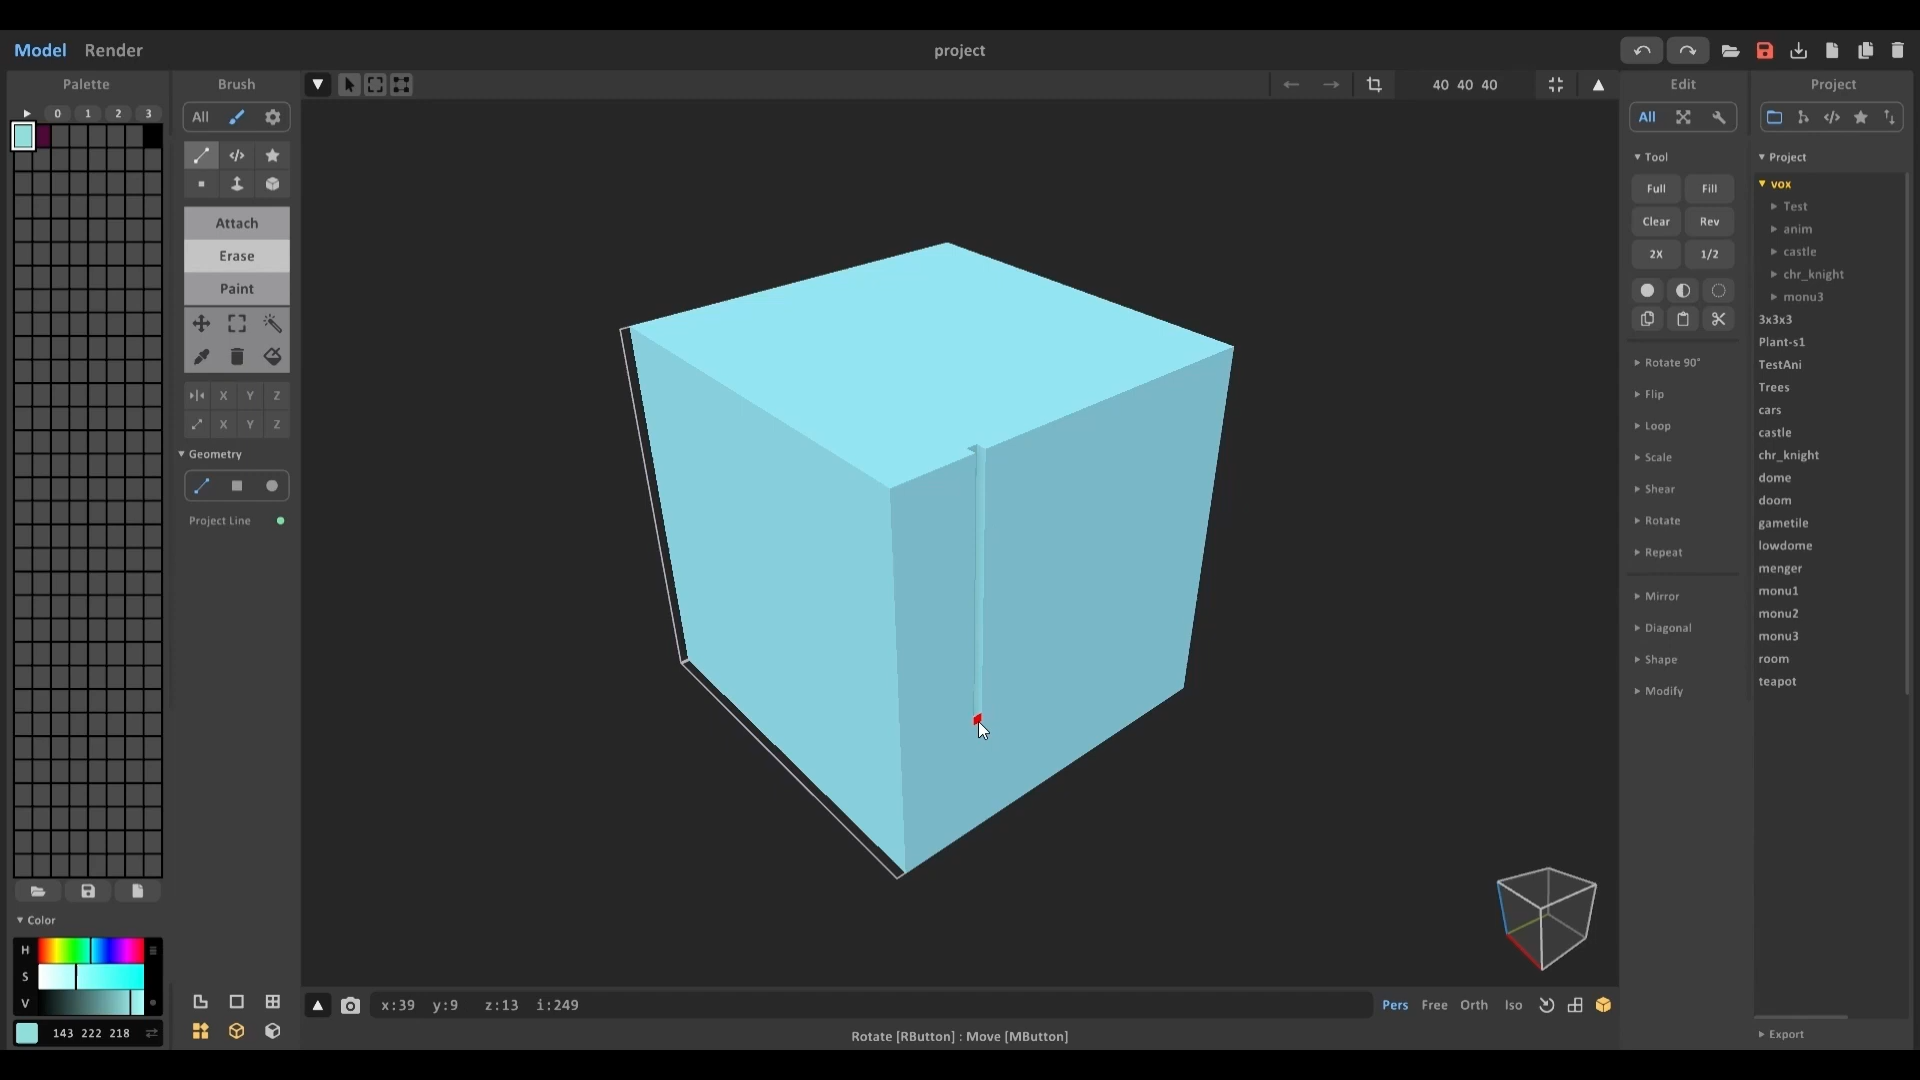 Model Render
project
Palette
Brush
40 40 40
Edit
Project
0 1 2 3
All
All
Tool
Project
Full Fill
Clear Rev
2X 1/2
Attach
Erase
Paint
X Y Z
X Y Z
Geometry
Project Line
Rotate 90°
Flip
Loop
Scale
Shear
Rotate
Repeat
Mirror
Diagonal
Shape
Modify
vox
Test
anim
castle
chr_knight
monu3
3x3x3
Plant-s1
TestAni
Trees
cars
castle
chr_knight
dome
doom
gametile
lowdome
menger
monu1
monu2
monu3
room
teapot
Color
H
S
V
143 222 218
x:39 y:9 z:13 i:249
Pers Free Orth Iso
Rotate [RButton] : Move [MButton]
Export